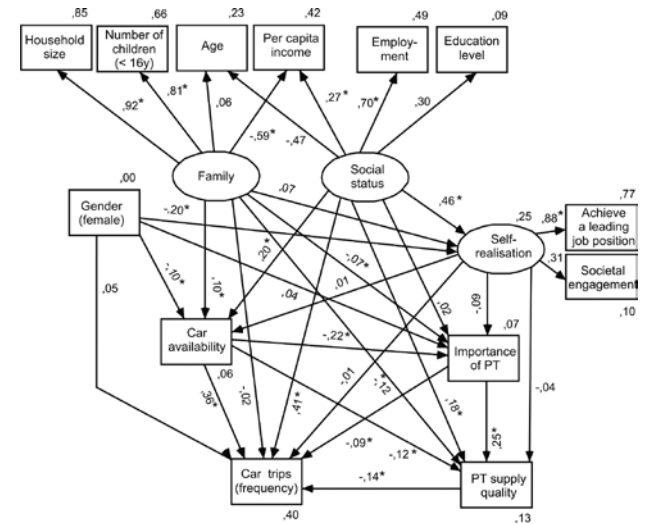 ,85
,66
,23
,42
,49
,09
Household
size
Number of
children
(< 16y)
Age
Per capita
income
Employ-
ment
Education
level
,92*
,81*
,06
-,59*
-,47
,27*
,70*
,30
Family
Social
status
,00
Gender
(female)
-,20*
,07
,46*
,25
,88*
,77
Achieve
a leading
job position
Self-
realisation
,31
Societal
engagement
,10
,05
-,10*
,10*
,20*
,04
-,07*
,01
,02
-,09
Car
availability
,06
-,22*
,07
Importance
of PT
,36*
-,02
,41*
-,01
-,12
*
,18*
,25*
-,04
-,09*
-,12*
-,14*
Car trips
(frequency)
,40
PT supply
quality
,13